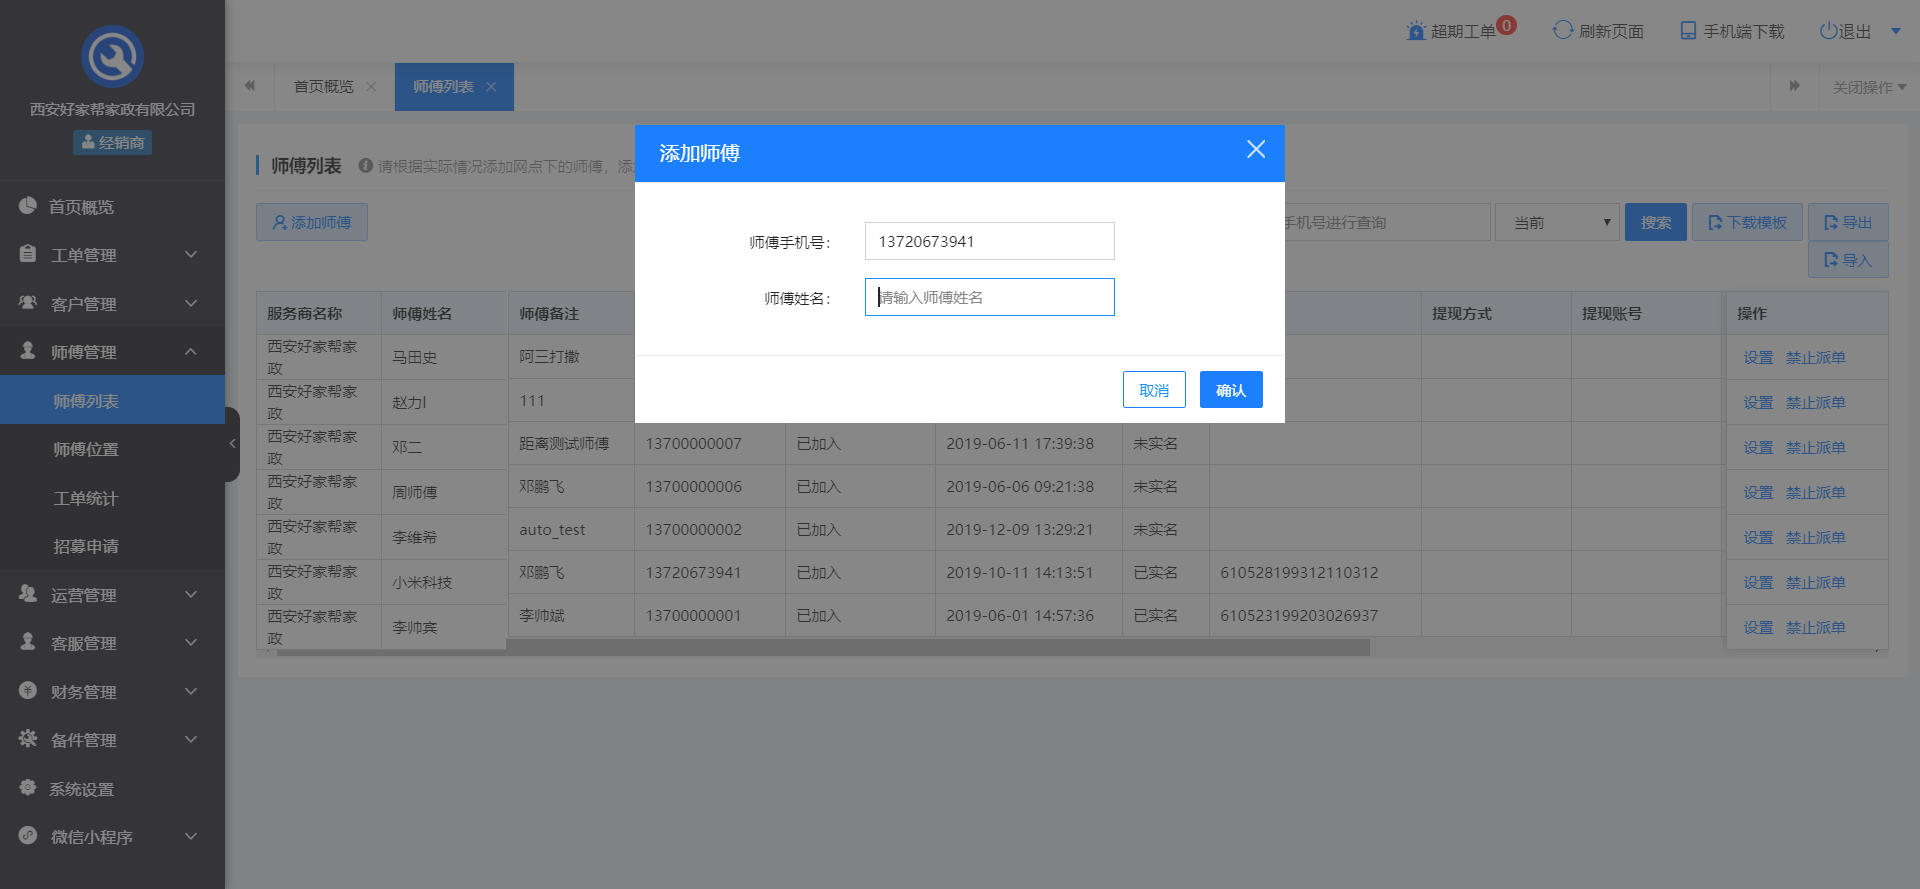 超期工单 0 刷新页面 手机端下载 退出
西安好家帮家政有限公司
经销商
首页概览
工单管理
客户管理
师傅管理
师傅列表
师傅位置
工单统计
招募申请
运营管理
客服管理
财务管理
备件管理
系统设置
微信小程序
首页概览 师傅列表 关闭操作
师傅列表 请根据实际情况添加网点下的师傅，
添加师傅 手机号进行查询 当前 搜索 下载模板 导出
导入
添加师傅
师傅手机号： 13720673941
师傅姓名： 请输入师傅姓名
取消 确认
服务商名称 师傅姓名 师傅备注 提现方式 提现账号 操作
西安好家帮家政 马田史 阿三打撒 设置 禁止派单
西安好家帮家政 赵力l 111 设置 禁止派单
西安好家帮家政 邓二 距离测试师傅 13700000007 已加入 2019-06-11 17:39:38 未实名 设置 禁止派单
西安好家帮家政 周师傅 邓鹏飞 13700000006 已加入 2019-06-06 09:21:38 未实名 设置 禁止派单
西安好家帮家政 李维希 auto_test 13700000002 已加入 2019-12-09 13:29:21 未实名 设置 禁止派单
西安好家帮家政 小米科技 邓鹏飞 13720673941 已加入 2019-10-11 14:13:51 已实名 610528199312110312 设置 禁止派单
西安好家帮家政 李帅宾 李帅斌 13700000001 已加入 2019-06-01 14:57:36 已实名 610523199203026937 设置 禁止派单